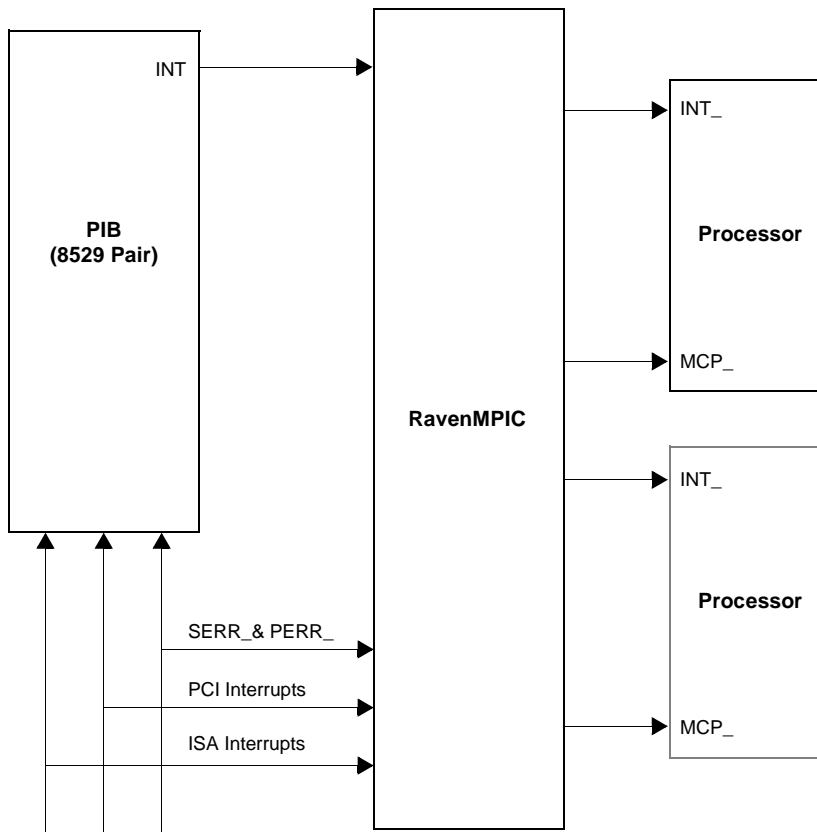 INT
PIB
(8529 Pair)
RavenMPIC
INT_
Processor
MCP_
INT_
Processor
MCP_
SERR_& PERR_
PCI Interrupts
ISA Interrupts